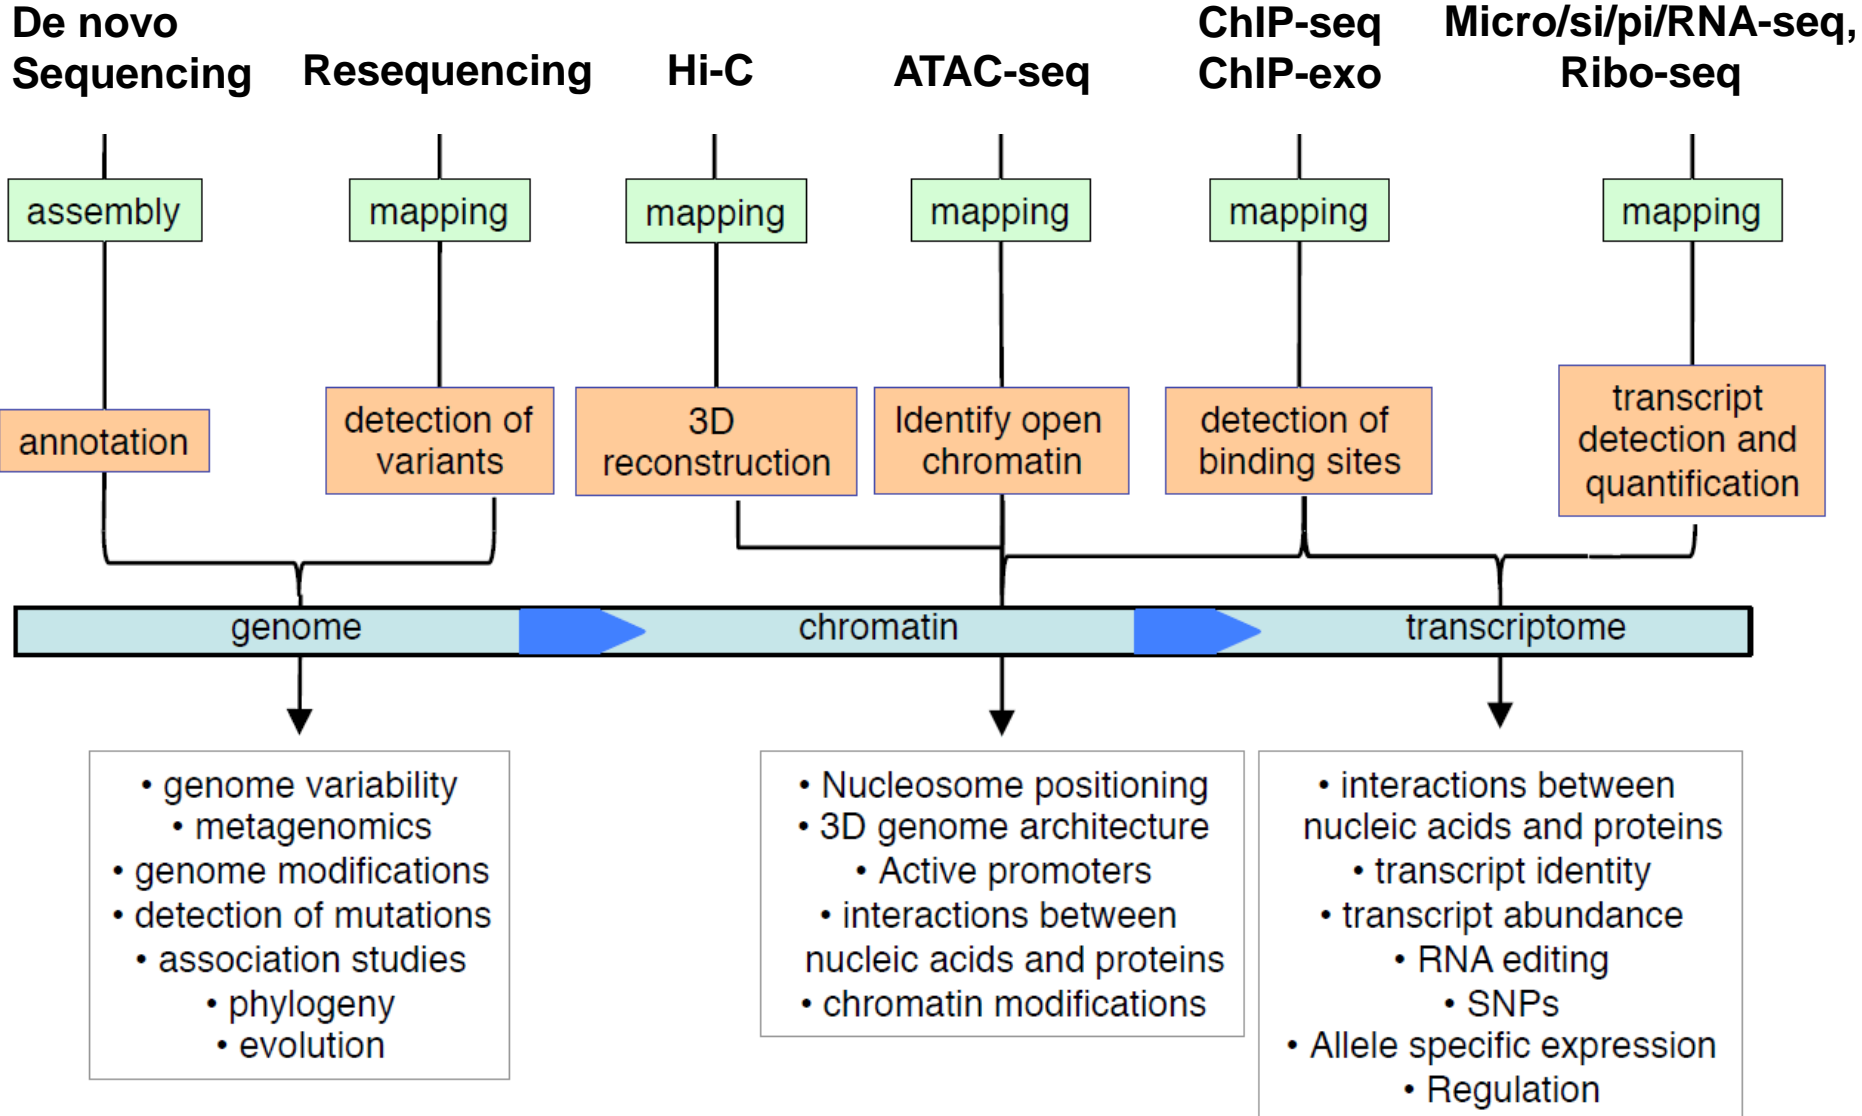 De novo
Sequencing
Resequencing
Hi-C
ATAC-seq
ChIP-seq
ChIP-exo
Micro/si/pi/RNA-seq,
Ribo-seq
assembly
mapping
mapping
mapping
mapping
mapping
annotation
detection of
variants
3D
reconstruction
Identify open
chromatin
detection of
binding sites
transcript
detection and
quantification
genome
chromatin
transcriptome
• genome variability
• metagenomics
• genome modifications
• detection of mutations
• association studies
• phylogeny
• evolution
• Nucleosome positioning
• 3D genome architecture
• Active promoters
• interactions between
nucleic acids and proteins
• chromatin modifications
• interactions between
nucleic acids and proteins
• transcript identity
• transcript abundance
• RNA editing
• SNPs
• Allele specific expression
• Regulation